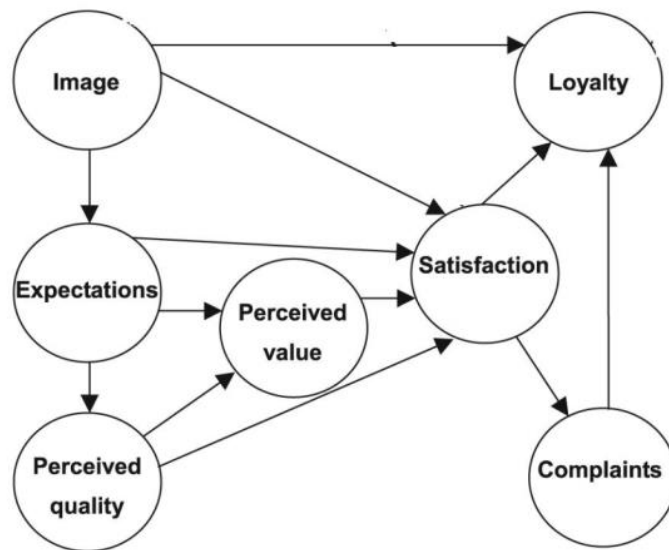 Image
Loyalty
Expectations
Satisfaction
Perceived
value
Perceived
quality
Complaints